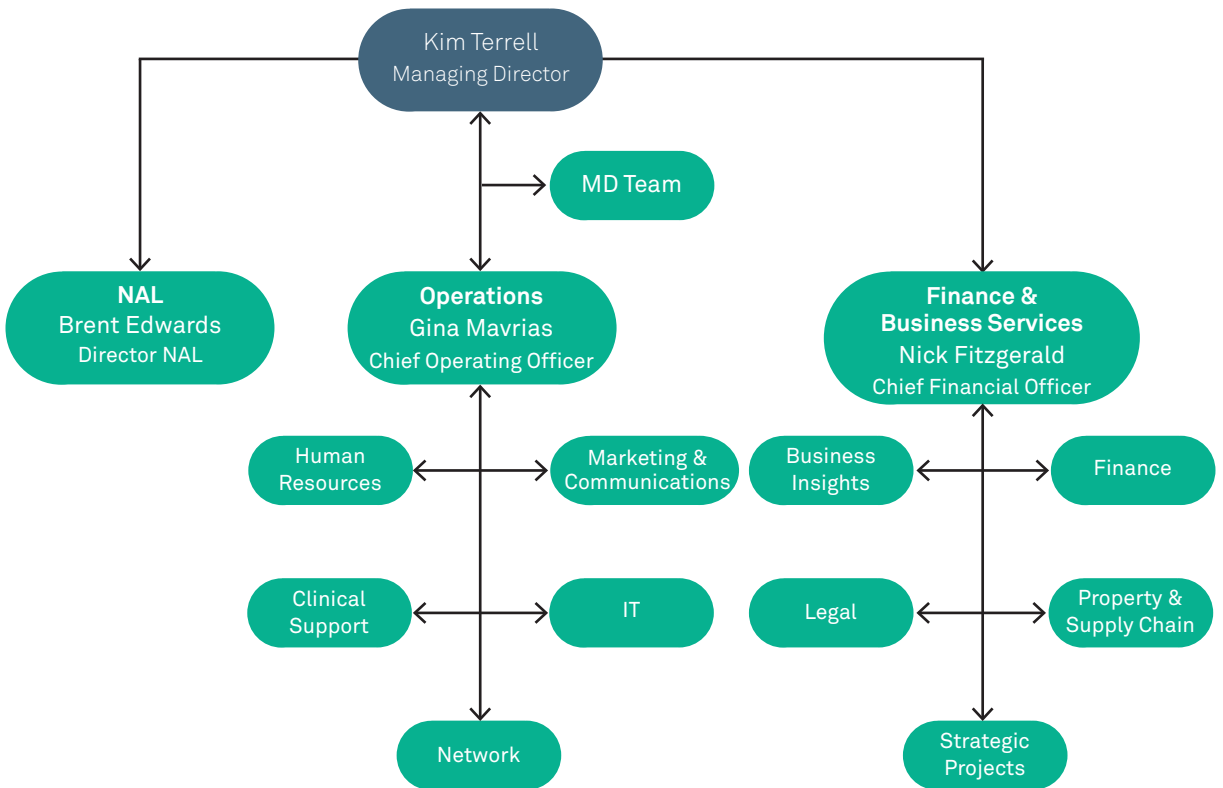 Kim Terrell
Managing Director
MD Team
NAL
Brent Edwards
Director NAL
Operations
Gina Mavrias
Chief Operating Officer
Finance &
Business Services
Nick Fitzgerald
Chief Financial Officer
Human
Resources
Marketing &
Communications
Business
Insights
Finance
Clinical
Support
IT
Legal
Property &
Supply Chain
Network
Strategic
Projects